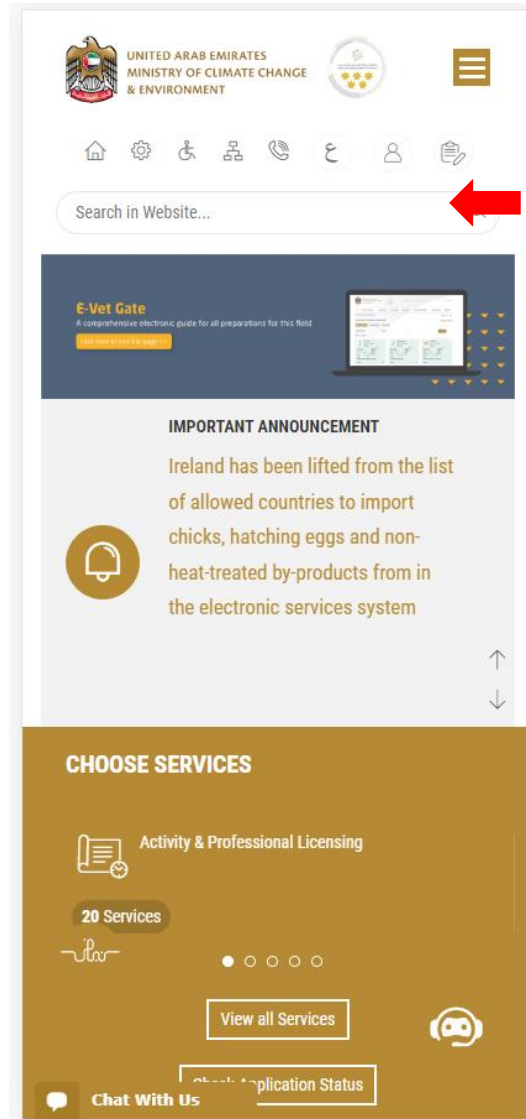 UNITED ARAB EMIRATES
MINISTRY OF CLIMATE CHANGE
& ENVIRONMENT
ع
Search in Website...
E-Vet Gate
A comprehensive electronic guide for all preparations for this field
IMPORTANT ANNOUNCEMENT
Ireland has been lifted from the list
of allowed countries to import
chicks, hatching eggs and non-
heat-treated by-products from in
the electronic services system
CHOOSE SERVICES
Activity & Professional Licensing
20 Services
View all Services
Check Application Status
Chat With Us